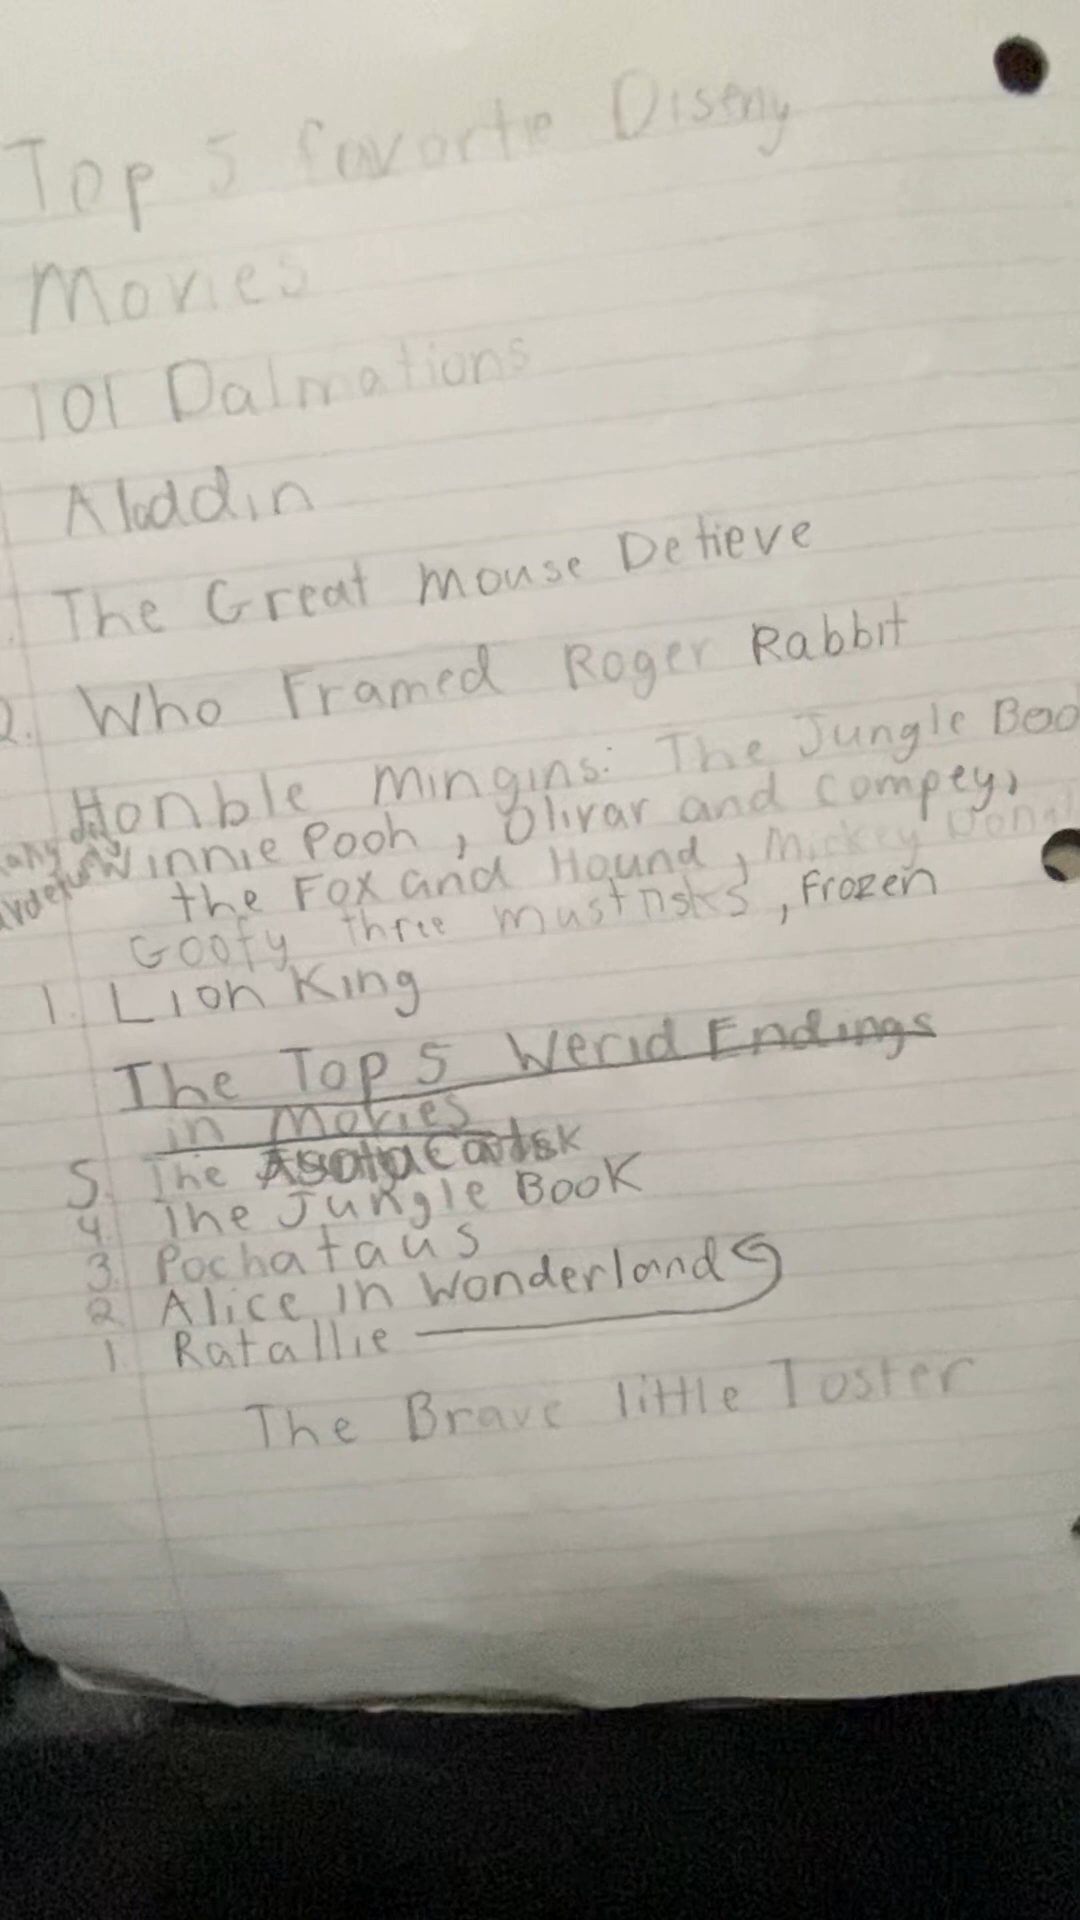 Top 5 favortie Diseny
Movies
101 Dalmations
Aladdin
The Great Mouse Detieve
2. Who Framed Roger Rabbit
Honble Mingins: The Jungle Boo
Winnie Pooh, Olivar and Compey,
the Fox and Hound, Mickey Donal
Goofy three mustrisks, Frozen
1. Lion King
The Top 5 Werid Endings
in Movies
5. The
4. The Jungle Book
3. Pochataus
2 Alice in Wonderland
1 Ratallie
The Brave little Toster